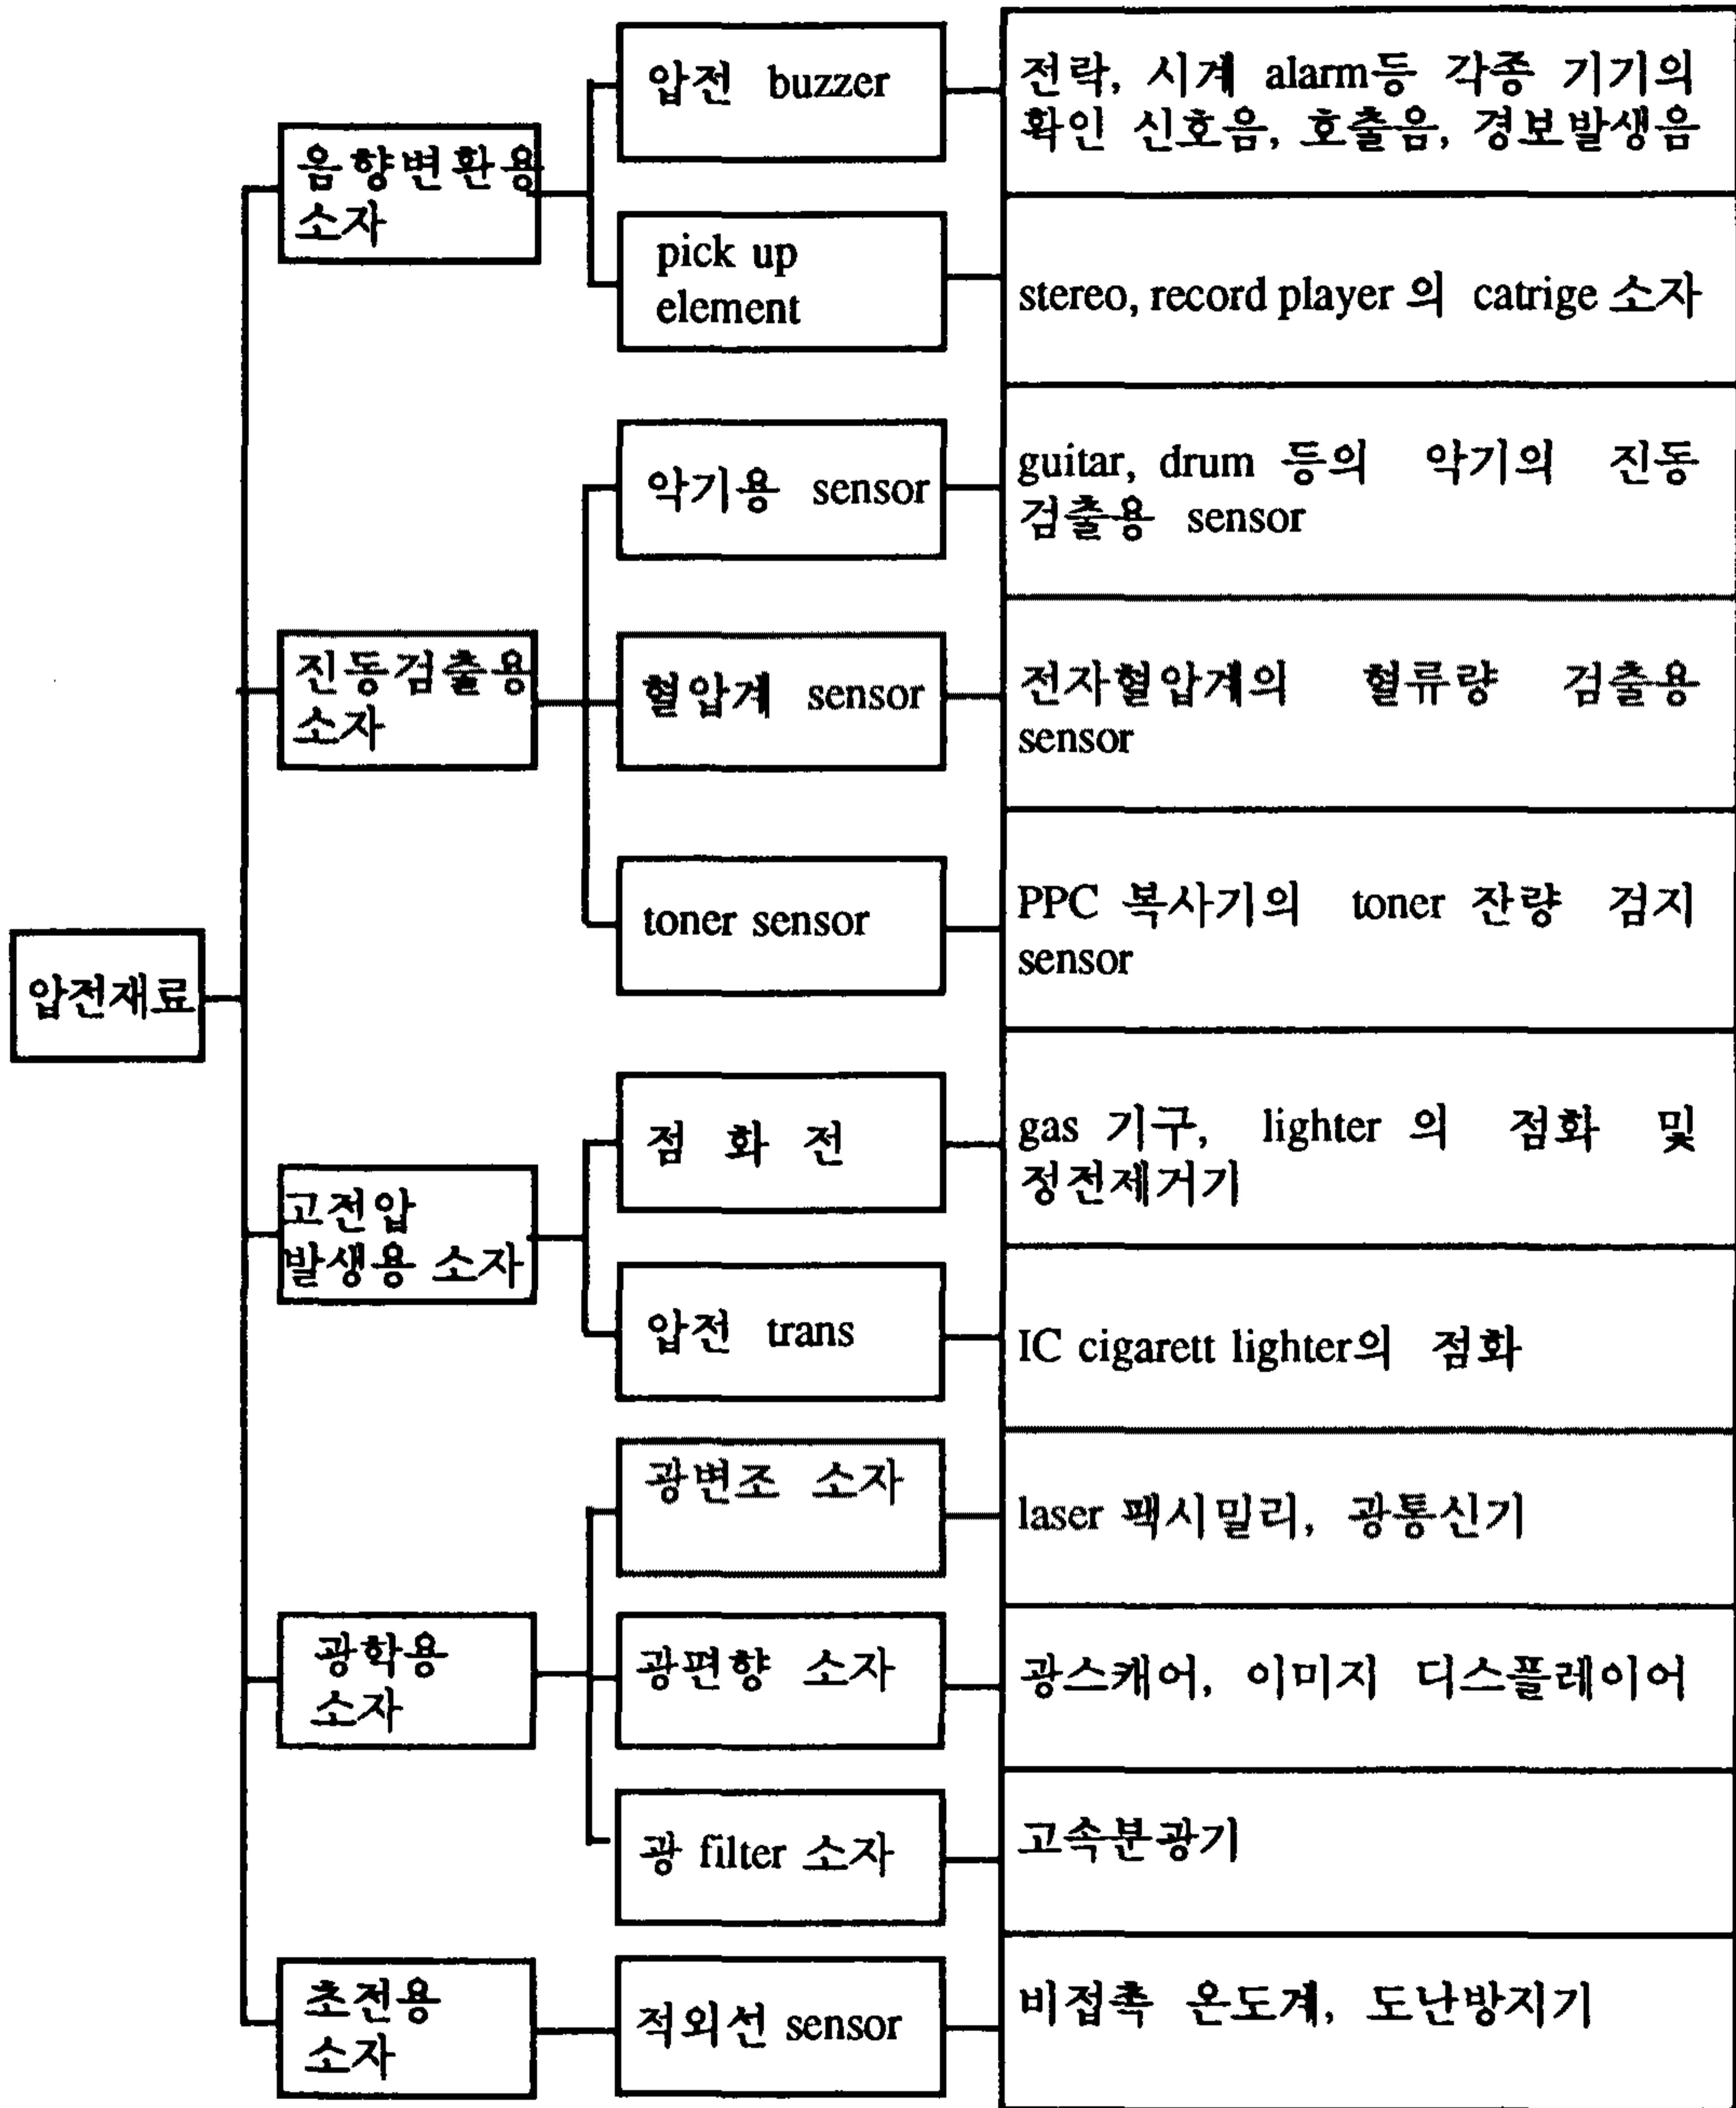 압전재료
음향변환용
소자
압전 buzzer
전락, 시계 alarm등 각종 기기의
확인 신호음, 호출음, 경보발생음
pick up
element
stereo, record player 의 catrige 소자
진동검출용
소자
악기용 sensor
guitar, drum 등의 악기의 진동
검출용 sensor
혈압계 sensor
전자혈압계의 혈류량 검출용
sensor
toner sensor
PPC 복사기의 toner 잔량 검지
sensor
고전압
발생용 소자
점 화 전
gas 기구, lighter 의 점화 및
정전제거기
압전 trans
IC cigarett lighter의 점화
광학용
소자
광변조 소자
laser 팩시밀리, 광통신기
광편향 소자
광스캐어, 이미지 디스플레이어
광 filter 소자
고속분광기
초전용
소자
적외선 sensor
비접촉 온도계, 도난방지기